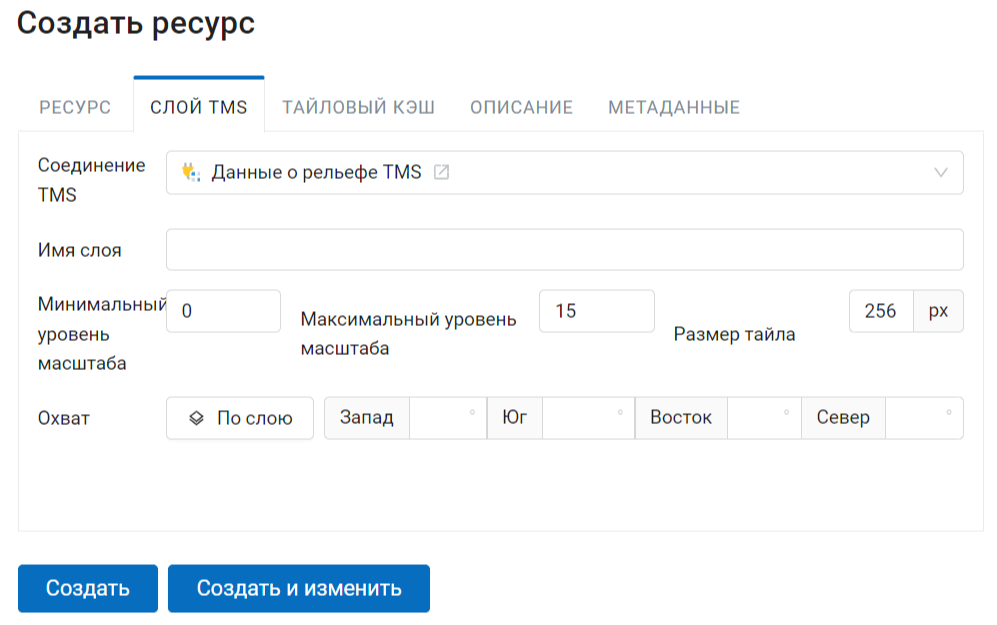 Создать ресурс
РЕСУРС СЛОЙ TMS ТАЙЛОВЫЙ КЭШ ОПИСАНИЕ МЕТАДАННЫЕ
Соединение
TMS
Данные о рельефе TMS
Имя слоя
Минимальный
уровень
масштаба
0
Максимальный уровень
масштаба
15
Размер тайла
256 px
Охват По слою Запад ° Юг ° Восток ° Север °
Создать Создать и изменить